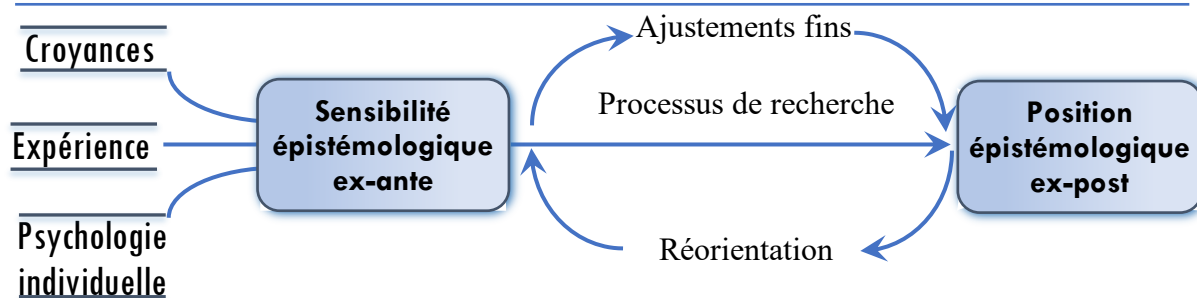 Croyances
Expérience
Psychologie
individuelle
Sensibilité
épistémologique
ex-ante
Ajustements fins
Processus de recherche
Réorientation
Position
épistémologique
ex-post